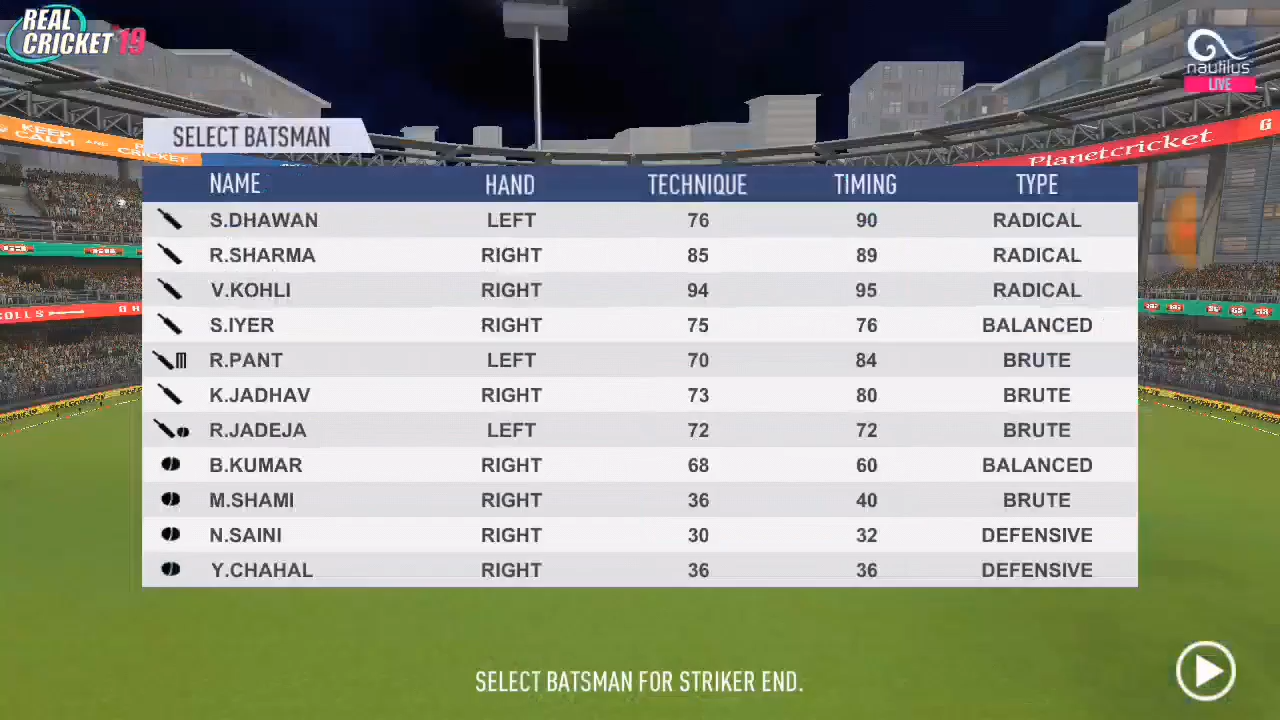 REAL
CRICKET'19
nautilus
LIVE
KEEP
CALM AND
CRICKET
Planetcricket
G
SELECT BATSMAN
NAME HAND TECHNIQUE TIMING TYPE
S.DHAWAN LEFT 76 90 RADICAL
R.SHARMA RIGHT 85 89 RADICAL
V.KOHLI RIGHT 94 95 RADICAL
S.IYER RIGHT 75 76 BALANCED
R.PANT LEFT 70 84 BRUTE
K.JADHAV RIGHT 73 80 BRUTE
R.JADEJA LEFT 72 72 BRUTE
B.KUMAR RIGHT 68 60 BALANCED
M.SHAMI RIGHT 36 40 BRUTE
N.SAINI RIGHT 30 32 DEFENSIVE
Y.CHAHAL RIGHT 36 36 DEFENSIVE
SELECT BATSMAN FOR STRIKER END.